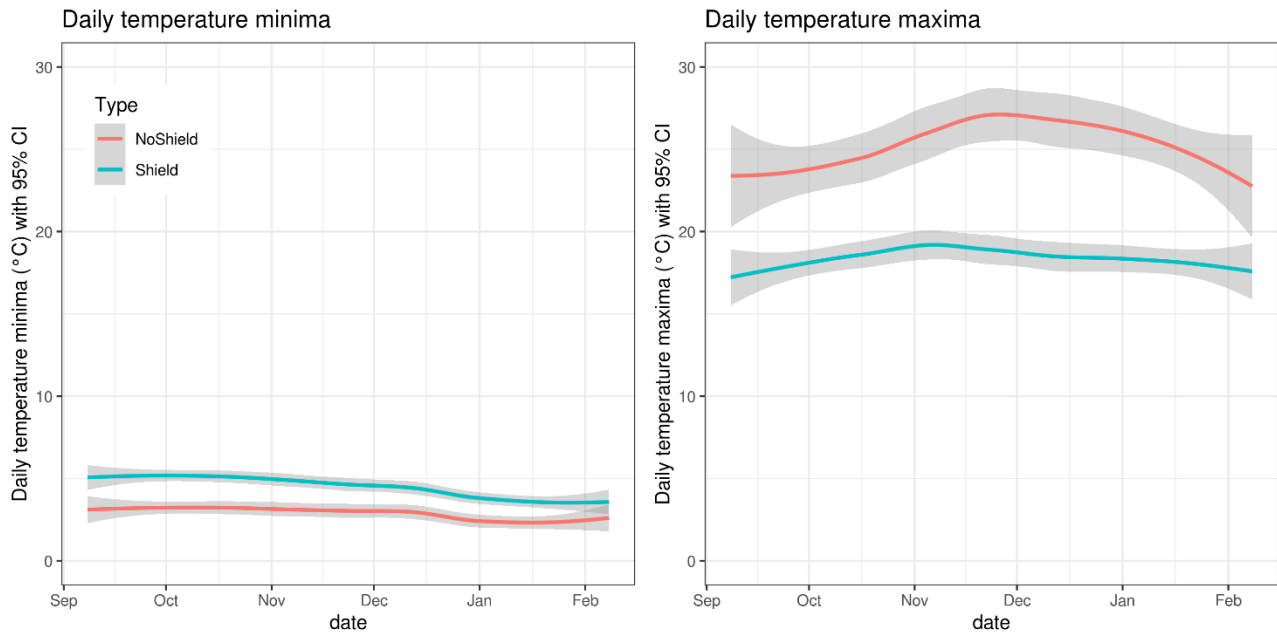 Daily temperature minima
Daily temperature minima (°C) with 95% CI
30
20
10
0
Type
NoShield
Shield
Sep Oct Nov Dec Jan Feb
date
Daily temperature maxima
Daily temperature maxima (°C) with 95% CI
30
20
10
0
Sep Oct Nov Dec Jan Feb
date